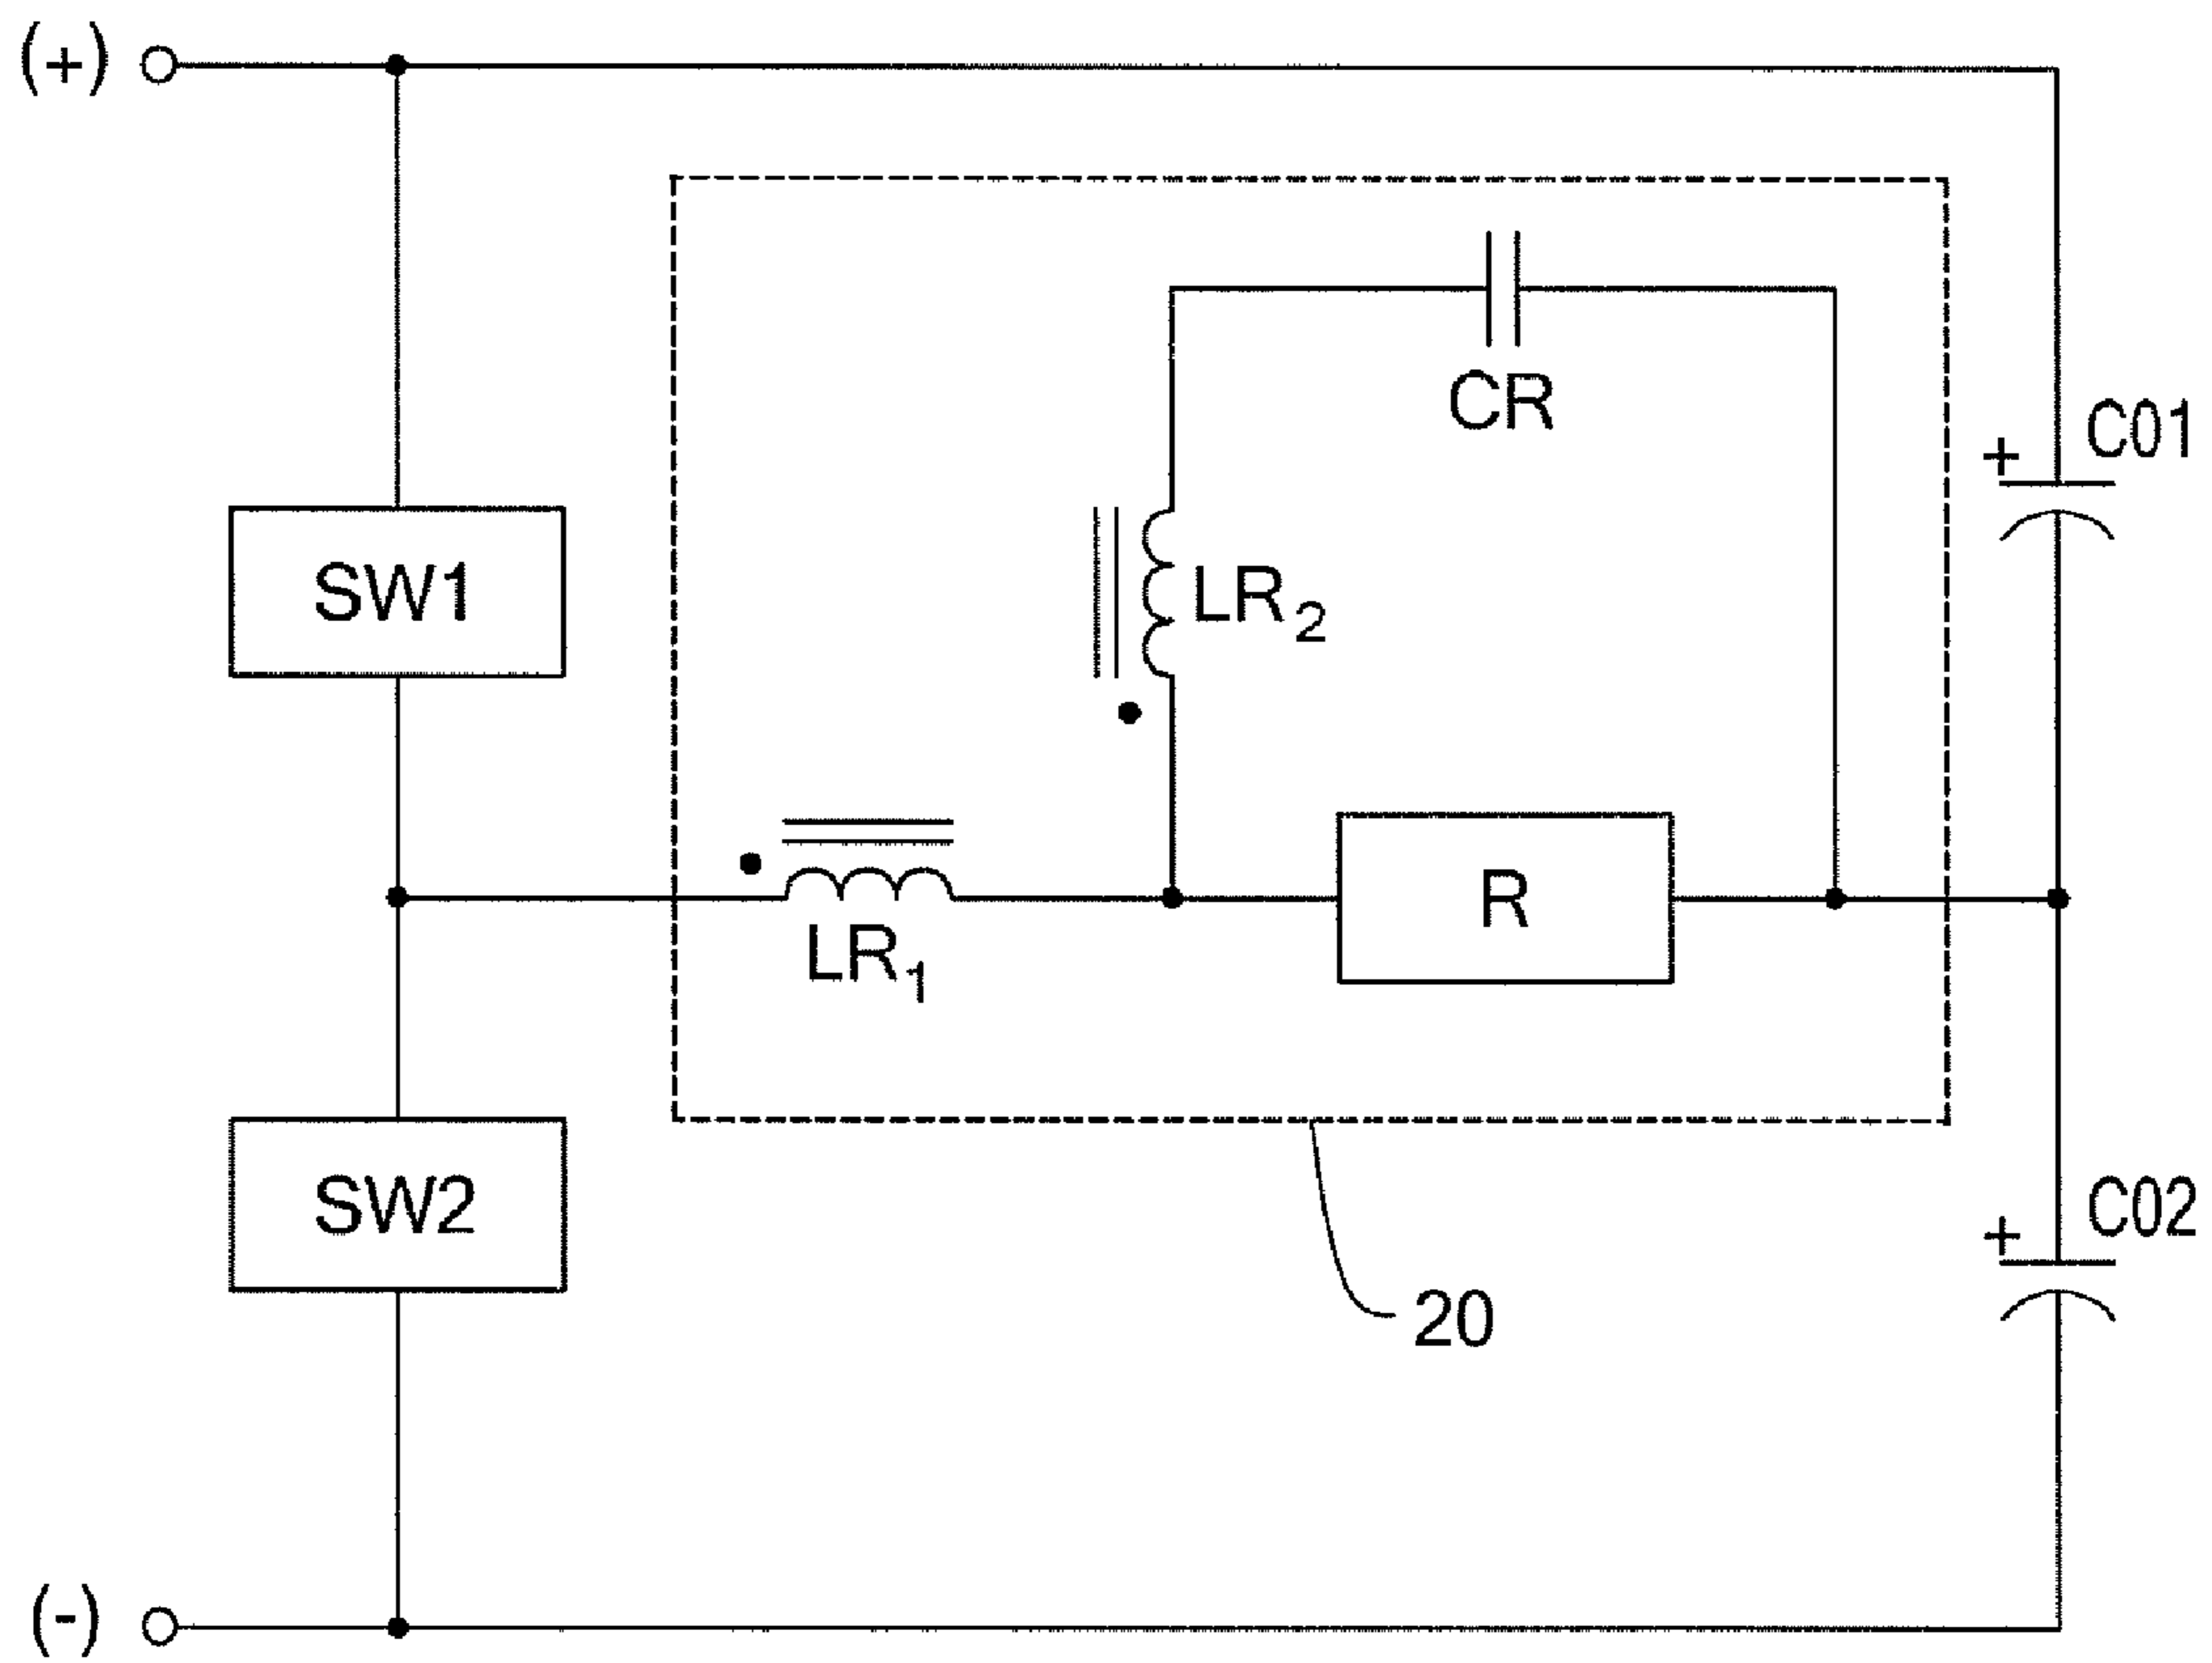 (+)
CR
+ C01
SW1
LR2
R
LR1
SW2
+ C02
20
(-)